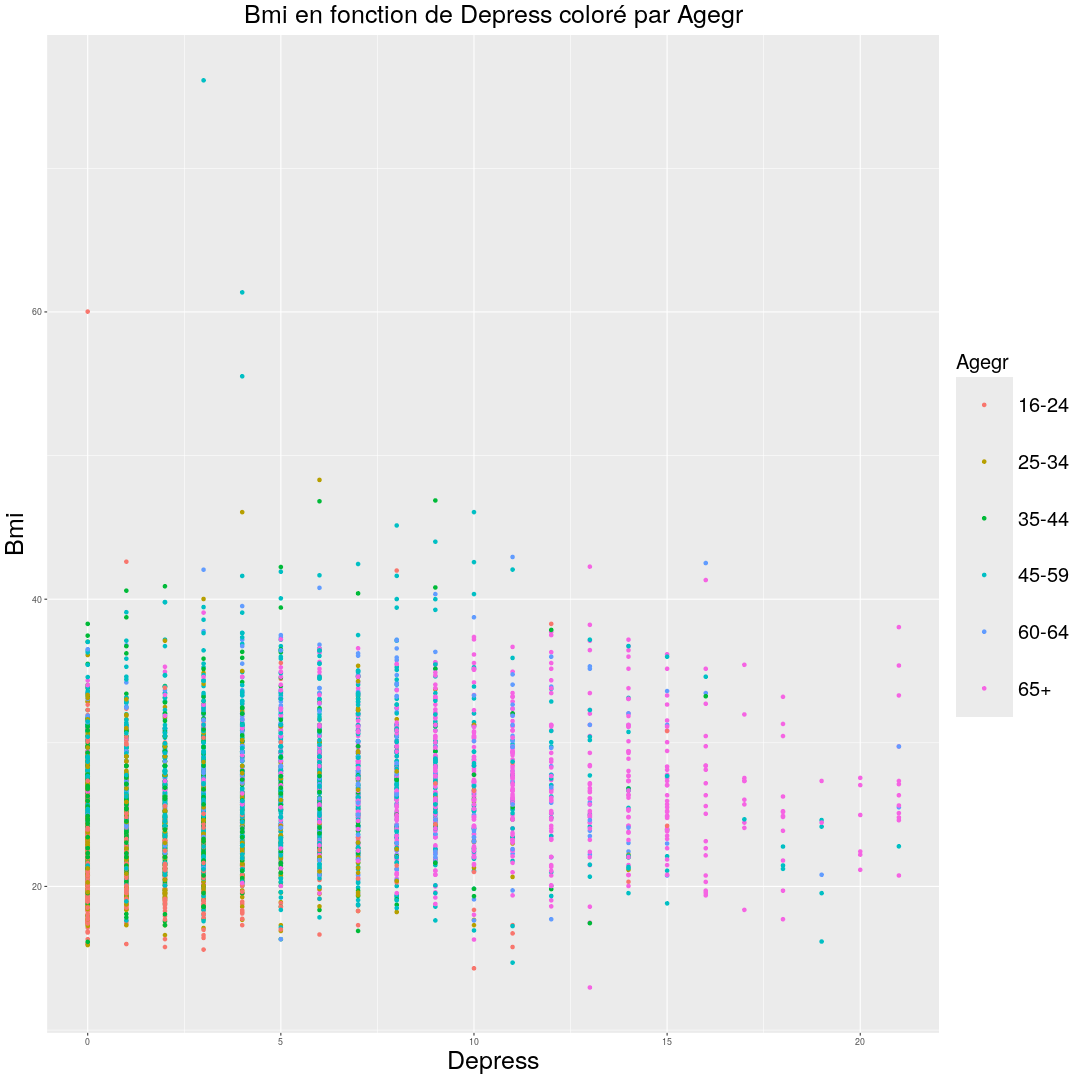 Bmi en fonction de Depress coloré par Agegr
60
40
20
Bmi
0 5 10 15 20
Depress
Agegr
16-24
25-34
35-44
45-59
60-64
65+